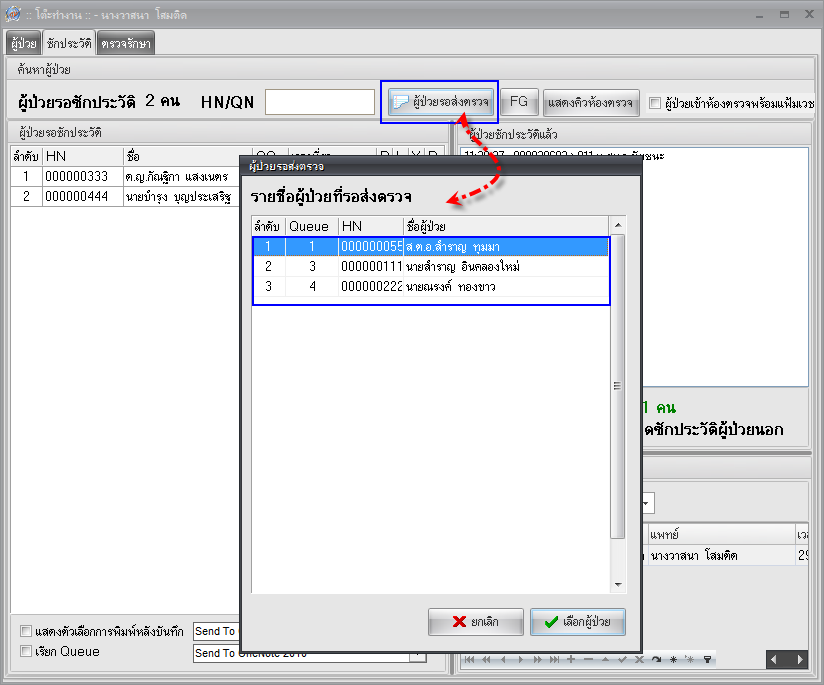 :: โต๊ะทำงาน :: - นางวาสนา โสมติด
ผู้ป่วย ซักประวัติ ตรวจรักษา
ค้นหาผู้ป่วย
ผู้ป่วยรอซักประวัติ 2 คน HN/QN ผู้ป่วยรอส่งตรวจ FG แสดงคิวห้องตรวจ ผู้ป่วยเข้าห้องตรวจพร้อมแฟ้มเวช
ผู้ป่วยรอซักประวัติ
ผู้ป่วยซักประวัติแล้ว
ลำดับ HN ชื่อ
1 000000333 ด.ญ.กัณฐิกา แสงเนตร
2 000000444 นายบำรุง บุญประเสริฐ
ผู้ป่วยรอส่งตรวจ
รายชื่อผู้ป่วยที่รอส่งตรวจ
ลำดับ Queue HN ชื่อผู้ป่วย
1 1 00000005 ส.ต.อ.สำราญ ทุมมา
2 3 000000111 นายสำราญ อินคลองใหม่
3 4 000000222 นายณรงค์ ทองขาว
1 คน
ดซักประวัติผู้ป่วยนอก
แพทย์
นางวาสนา โสมติด
ยกเลิก เลือกผู้ป่วย
แสดงตัวเลือกการพิมพ์หลังบันทึก Send To
เรียก Queue Send To OneNote 2010